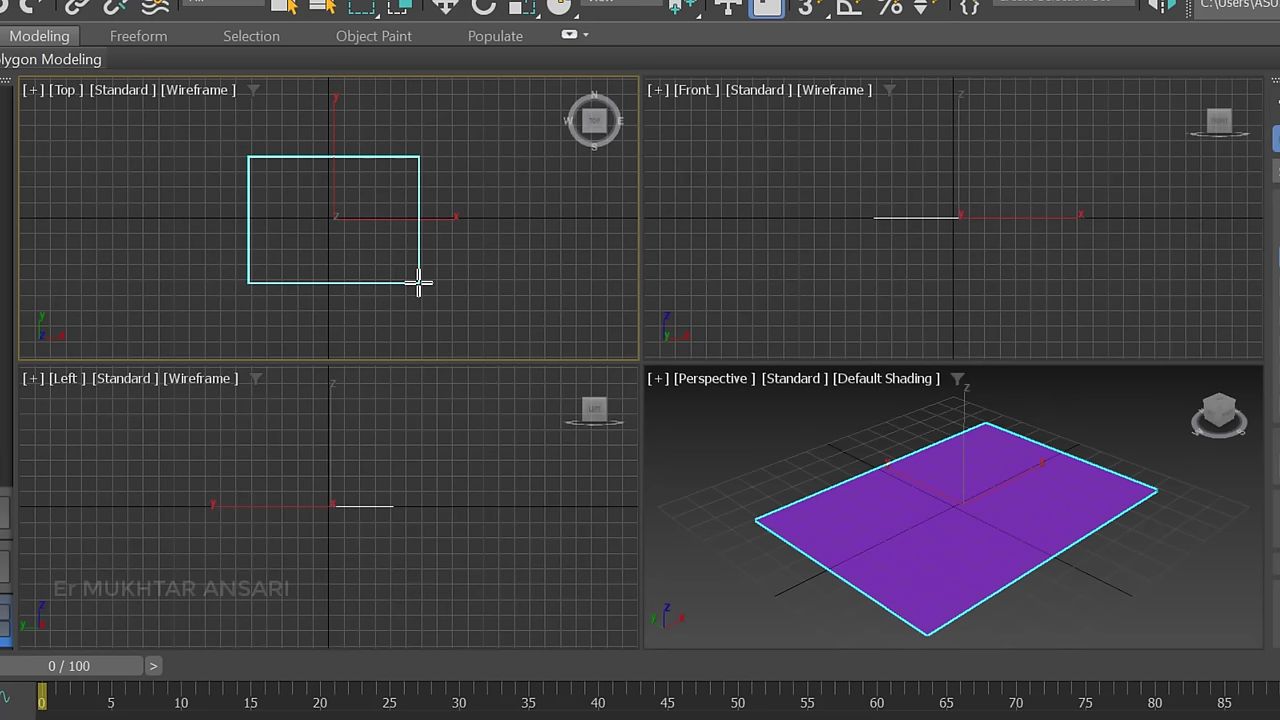 C:\Users\ASU
Modeling
Freeform
Selection
Object Paint
Populate
lygon Modeling
[+] [Top ] [Standard ] [Wireframe ]
[+] [Front ] [Standard ] [Wireframe ]
N
W TOP E
S
z
y
z x
y x
y
z x
z
y x
[+] [Left ] [Standard ] [Wireframe ]
[+] [Perspective ] [Standard ] [Default Shading ]
z
z
y x
x
Er MUKHTAR ANSARI
z
y x
z
y x
0 / 100
>
0 5 10 15 20 25 30 35 40 45 50 55 60 65 70 75 80 85